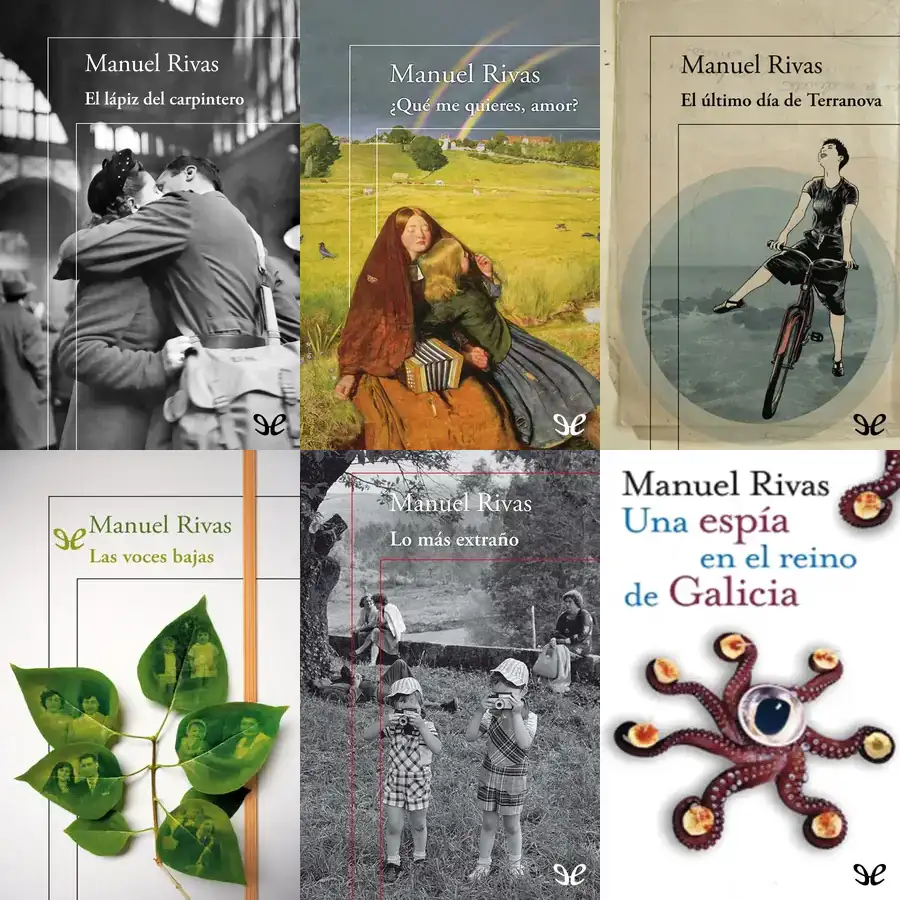 Manuel Rivas
El lápiz del carpintero
Manuel Rivas
¿Qué me quieres, amor?
Manuel Rivas
El último día de Terranova
Manuel Rivas
Las voces bajas
Manuel Rivas
Lo más extraño
Manuel Rivas
Una espía
en el reino
de Galicia